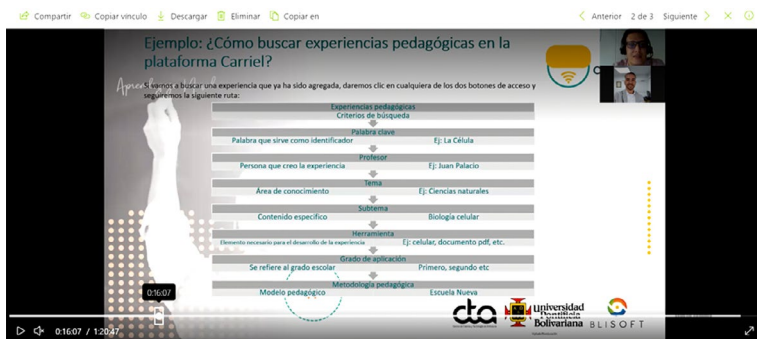 Compartir Copiar vínculo Descargar Eliminar Copiar en Anterior 2 de 3 Siguiente
Ejemplo: ¿Cómo buscar experiencias pedagógicas en la
plataforma Carriel?
Si vamos a buscar una experiencia que ya ha sido agregada, daremos clic en cualquiera de los dos botones de acceso y
seguiremos la siguiente ruta:
Experiencias pedagógicas
Criterios de búsqueda
Palabra clave
Palabra que sirve como identificador Ej: La Célula
Profesor
Persona que creo la experiencia Ej: Juan Palacio
Tema
Área de conocimiento Ej: Ciencias naturales
Subtema
Contenido especifico Biología celular
Herramienta
Elemento necesario para el desarrollo de la experiencia Ej: celular, documento pdf, etc.
Grado de aplicación
Se refiere al grado escolar Primero, segundo etc
Metodología pedagógica
Modelo pedagógico Escuela Nueva
0:16:07
cta
Universidad
Pontificia
Bolivariana
BLISOFT
0:16:07 / 1:20:47